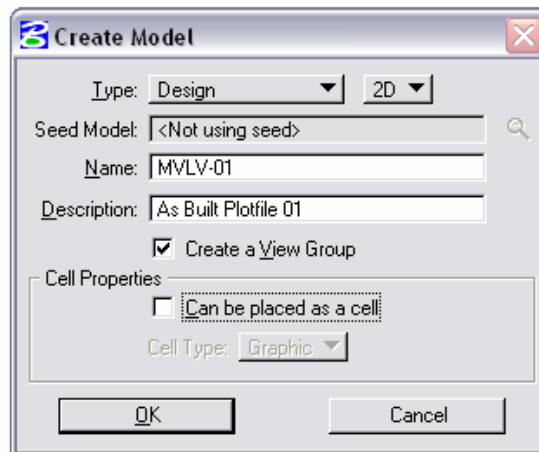 Create Model
Type: Design 2D
Seed Model: <Not using seed>
Name: MVLV-01
Description: As Built Plotfile 01
Create a View Group
Cell Properties
Can be placed as a cell
Cell Type: Graphic
OK Cancel